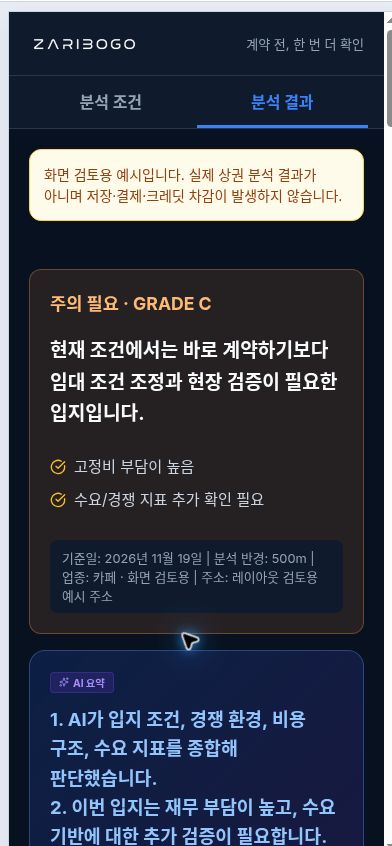 ZARIBOGO
계약 전, 한 번 더 확인
분석 조건
분석 결과
화면 검토용 예시입니다. 실제 상권 분석 결과가
아니며 저장·결제·크레딧 차감이 발생하지 않습니다.
주의 필요 · GRADE C
현재 조건에서는 바로 계약하기보다
임대 조건 조정과 현장 검증이 필요한
입지입니다.
고정비 부담이 높음
수요/경쟁 지표 추가 확인 필요
기준일: 2026년 11월 19일 | 분석 반경: 500m |
업종: 카페 · 화면 검토용 | 주소: 레이아웃 검토용
예시 주소
AI 요약
1. AI가 입지 조건, 경쟁 환경, 비용
구조, 수요 지표를 종합해
판단했습니다.
2. 이번 입지는 재무 부담이 높고, 수요
기반에 대한 추가 검증이 필요합니다.